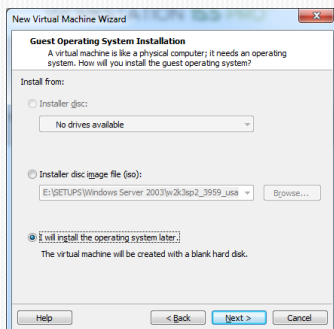 New Virtual Machine Wizard
Guest Operating System Installation
A virtual machine is like a physical computer; it needs an operating
system. How will you install the guest operating system?
Install from:
Installer disc:
No drives available
Installer disc image file (iso):
E:\SETUPS\Windows Server 2003\w2k3sp2_3959_usa
Browse...
I will install the operating system later.
The virtual machine will be created with a blank hard disk.
Help
< Back
Next >
Cancel